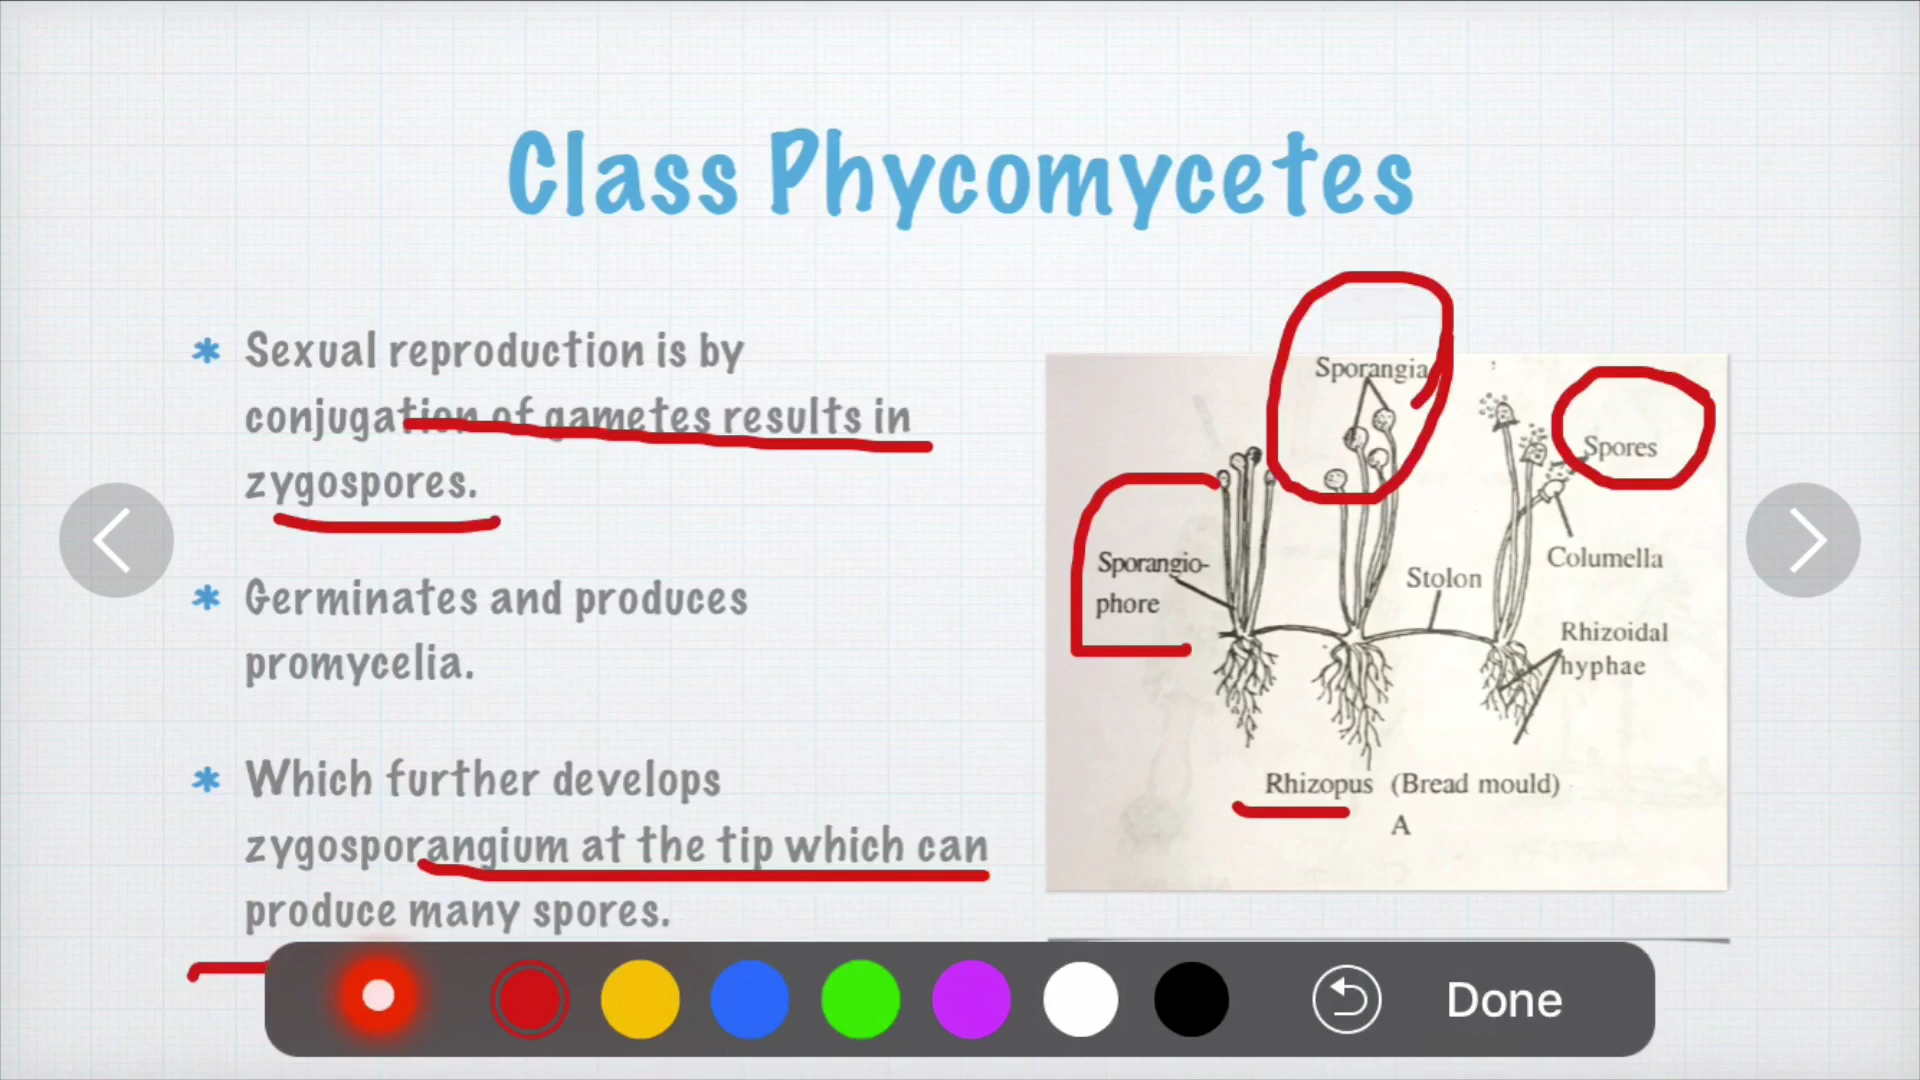 Class Phycomycetes
* Sexual reproduction is by
conjugation of gametes results in
zygospores.
* Germinates and produces
promycelia.
* Which further develops
zygosporangium at the tip which can
produce many spores.
Sporangia
Spores
Sporangio-
phore
Columella
Stolon
Rhizoidal
hyphae
Rhizopus (Bread mould)
A
Done